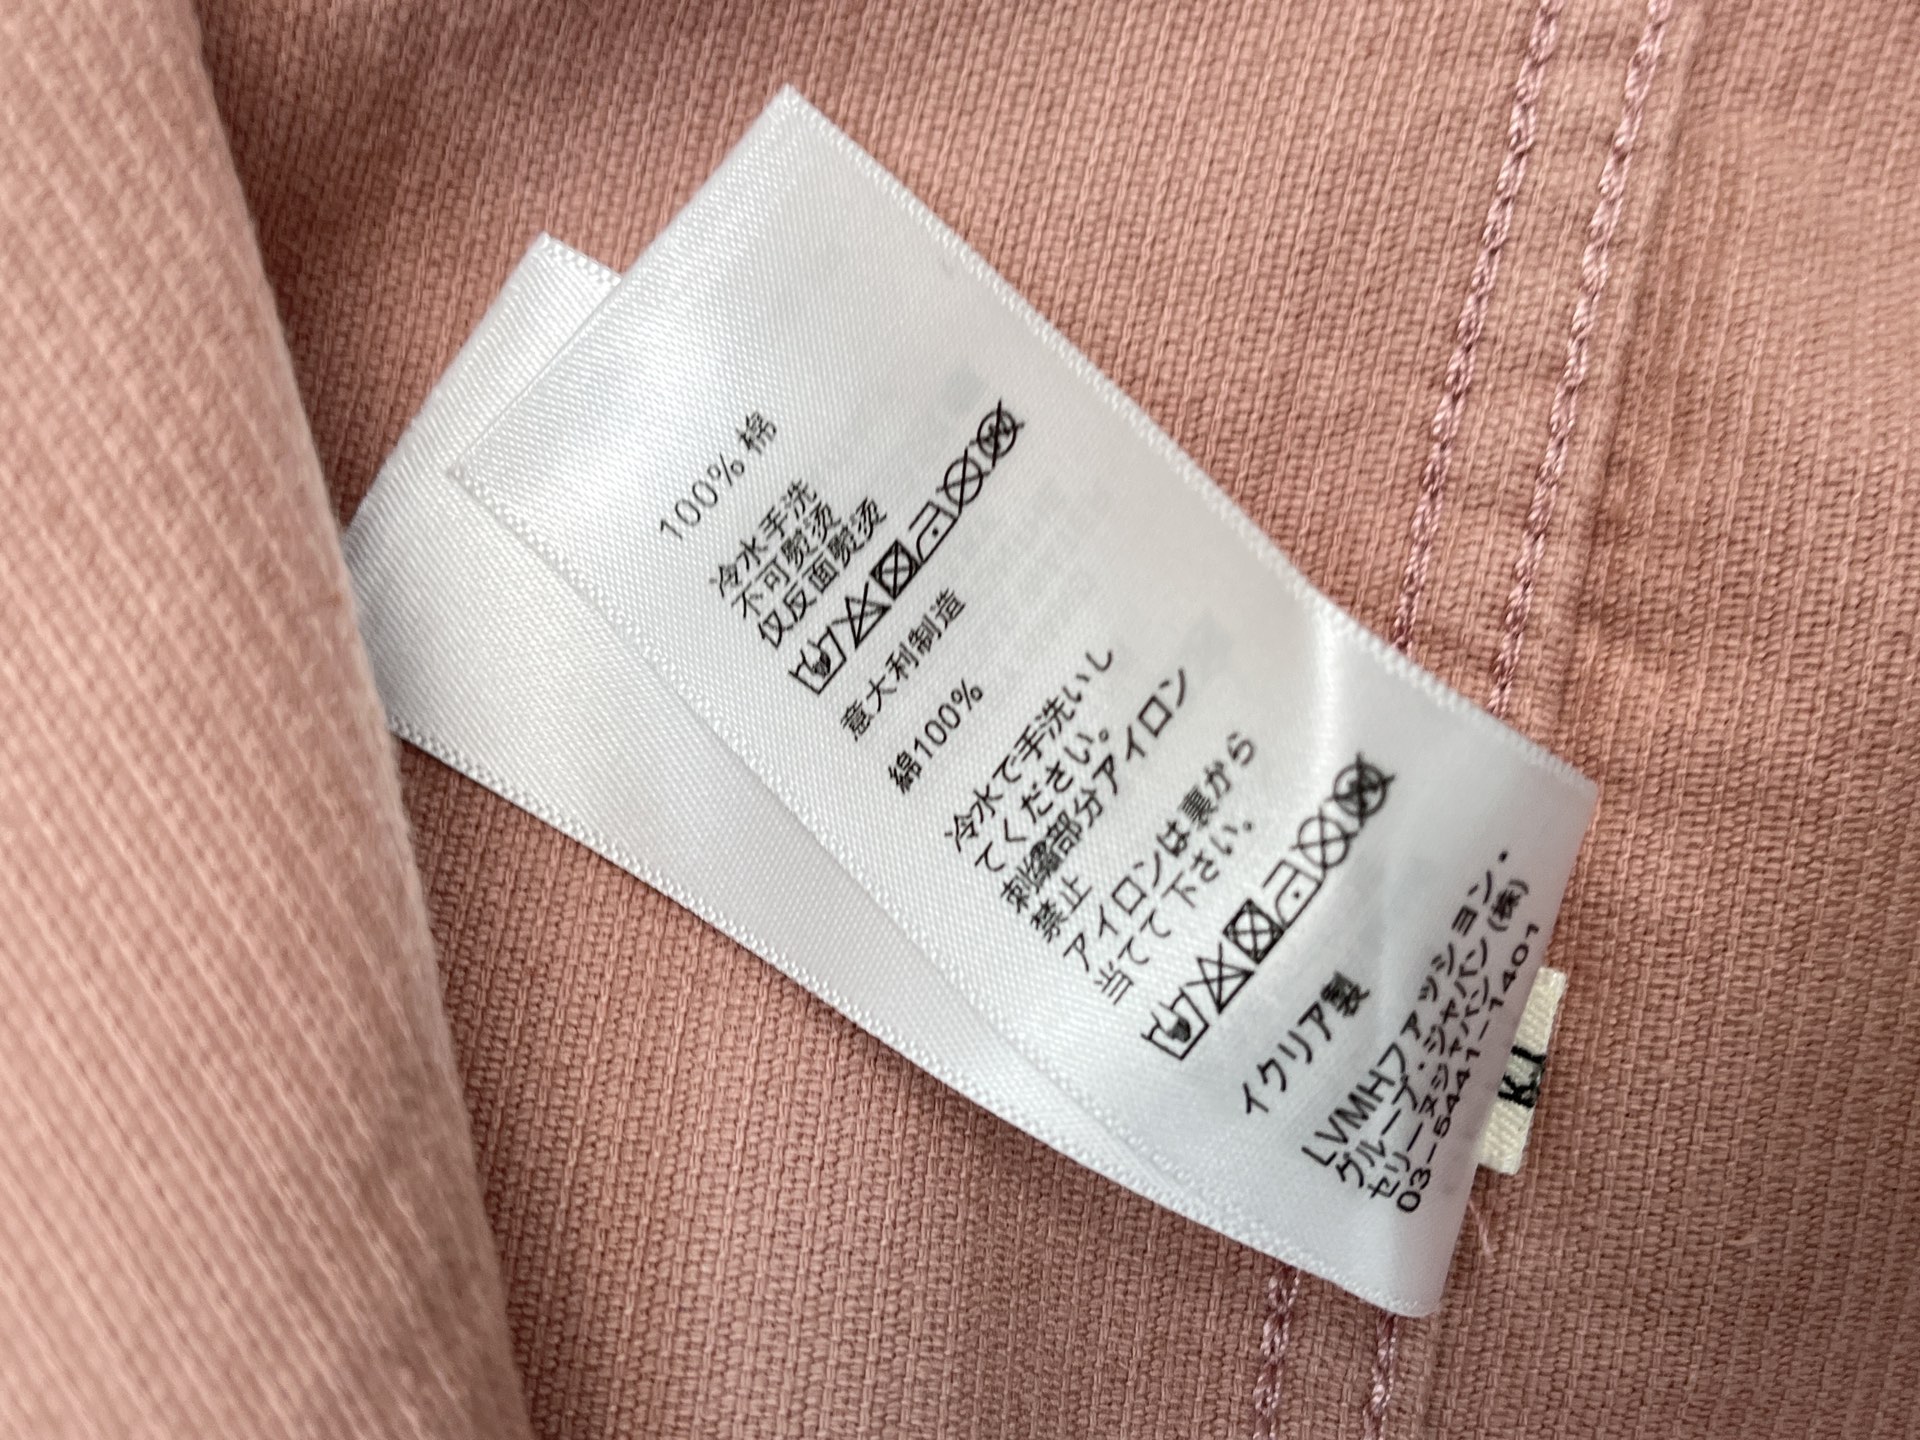 100% 棉
冷水手洗
不可熨烫
仅反面熨烫
意大利制造
綿100%
冷水で手洗いし
てください。
刺繍部分アイロン
禁止
アイロンは裏から
当てて下さい。
イクリア製
LVMHファッション・
グループ・ジャパン(株)
セリーヌジャパン
03-5441-1401
KJ